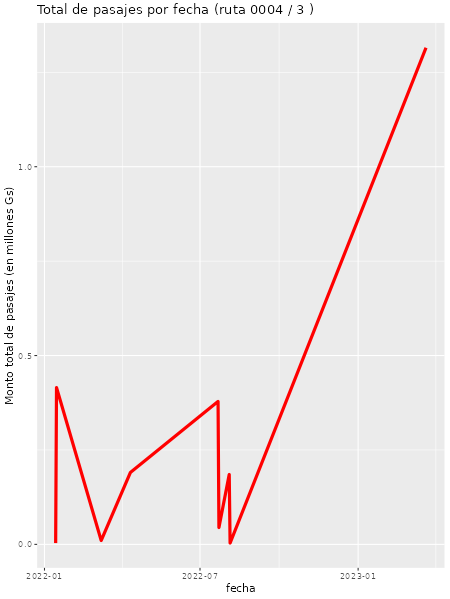 Total de pasajes por fecha (ruta 0004 / 3 )
Monto total de pasajes (en millones Gs)
1.0
0.5
0.0
2022-01
2022-07
2023-01
fecha